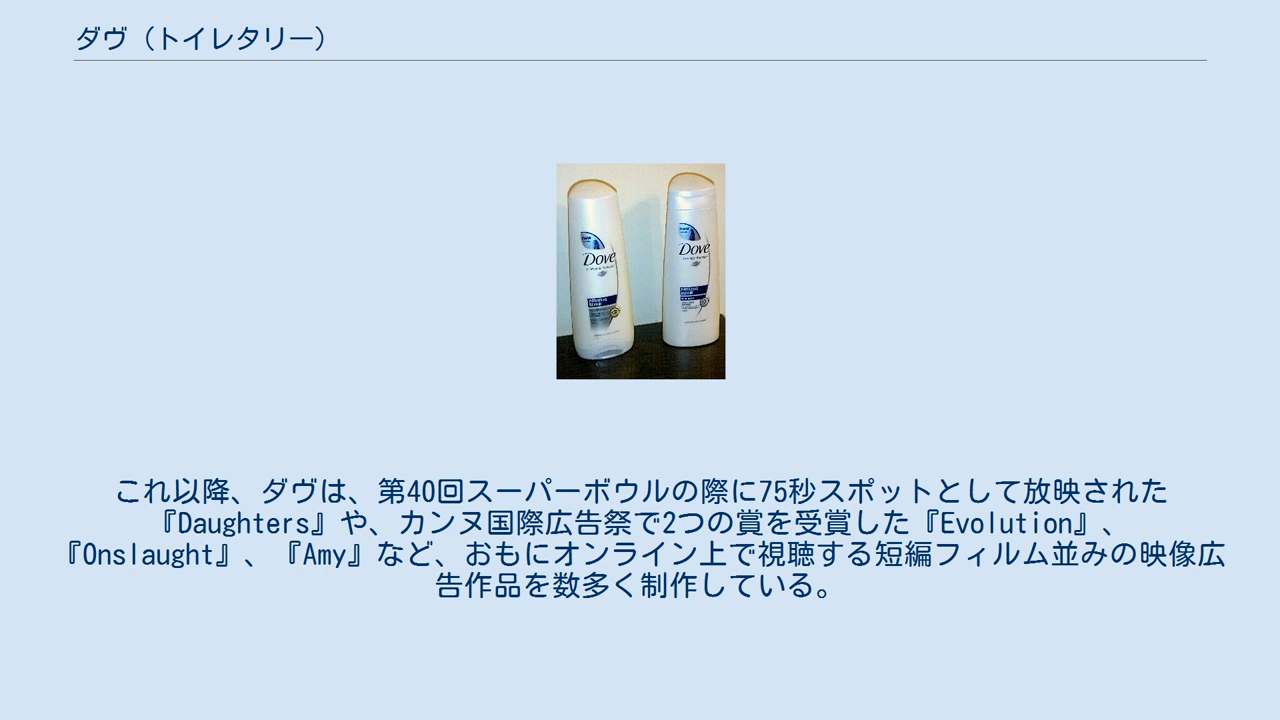 ダヴ（トイレタリー）
Dove
Dove
これ以降、ダヴは、第40回スーパーボウルの際に75秒スポットとして放映された
『Daughters』や、カンヌ国際広告祭で2つの賞を受賞した『Evolution』、
『Onslaught』、『Amy』など、おもにオンライン上で視聴する短編フィルム並みの映像広
告作品を数多く制作している。